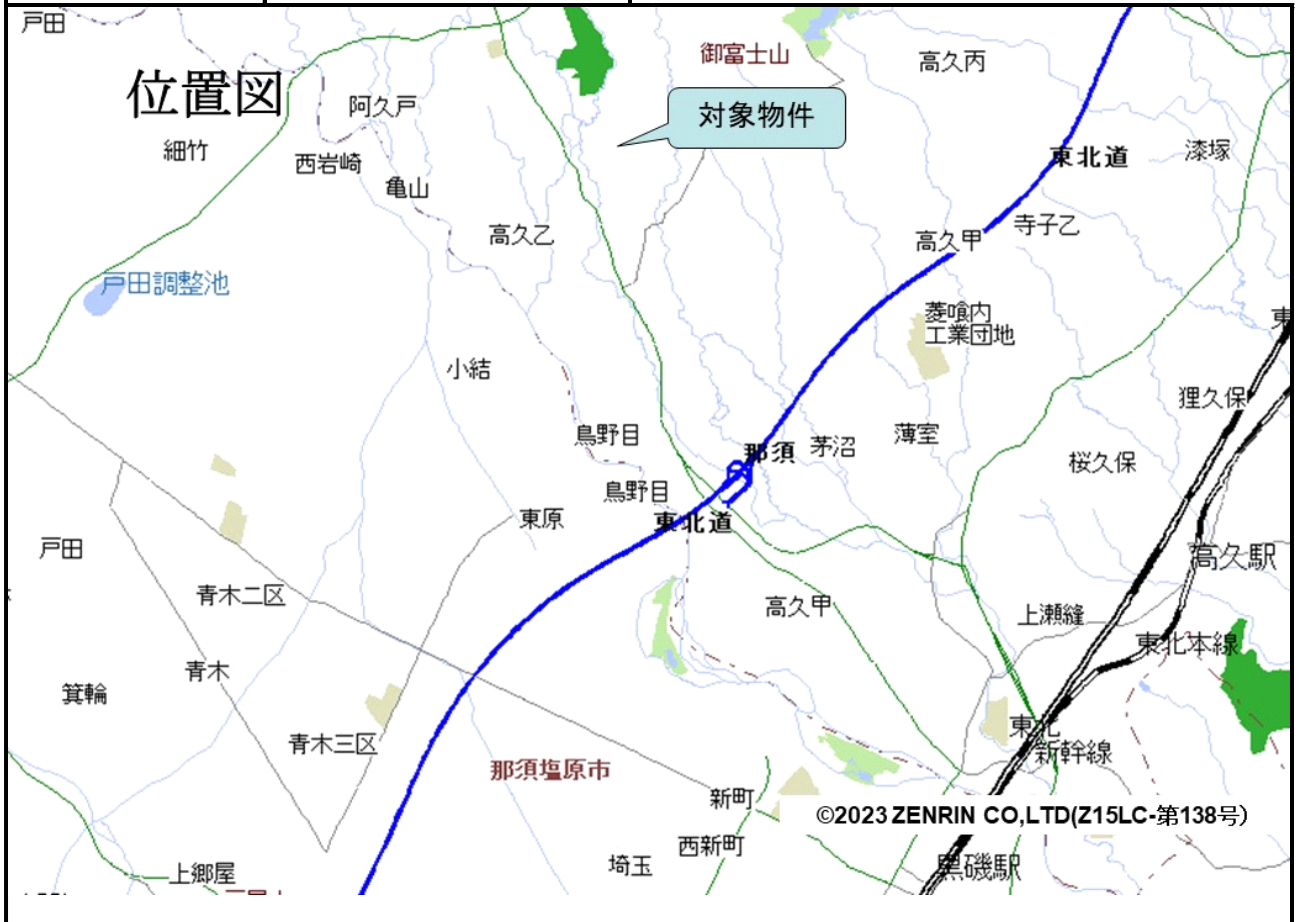 戸田
位置図
阿久戸
細竹
西岩崎
亀山
御富士山
高久丙
対象物件
東北道
漆塚
高久乙
高久甲
寺子乙
戸田調整池
菱喰内
工業団地
小結
狸久保
鳥野目
那須
茅沼
薄室
桜久保
鳥野目
東北道
東原
戸田
高久駅
青木二区
高久甲
上瀬縫
東北本線
青木
箕輪
東北
新幹線
青木三区
那須塩原市
新町
©2023 ZENRIN CO,LTD(Z15LC-第138号)
西新町
埼玉
上郷屋
黒磯駅